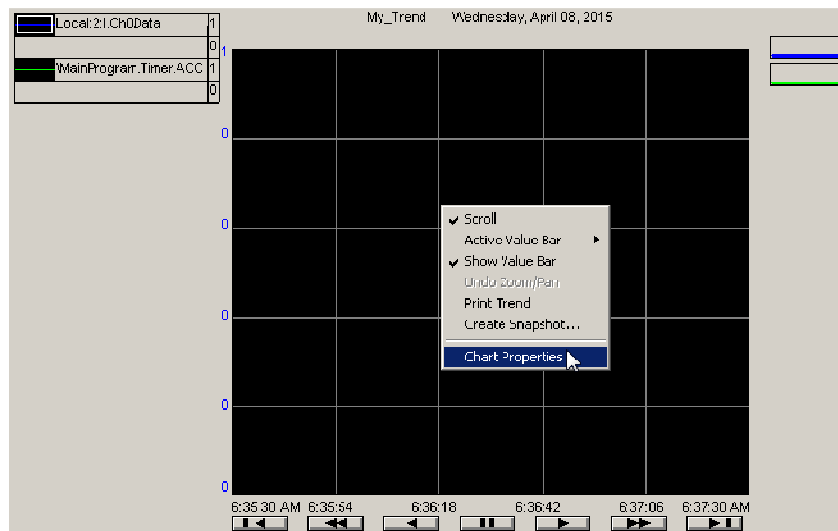 My_Trend Wednesday, April 08, 2015
Local:2:I.Ch0Data 1
0
\MainProgram.Timer.ACC 1
0
1
0
0
0
0
0
Scroll
Active Value Bar
Show Value Bar
Undo Zoom/Pan
Print Trend
Create Snapshot...
Chart Properties
6:35:30 AM 6:35:54 6:36:18 6:36:42 6:37:06 6:37:30 AM